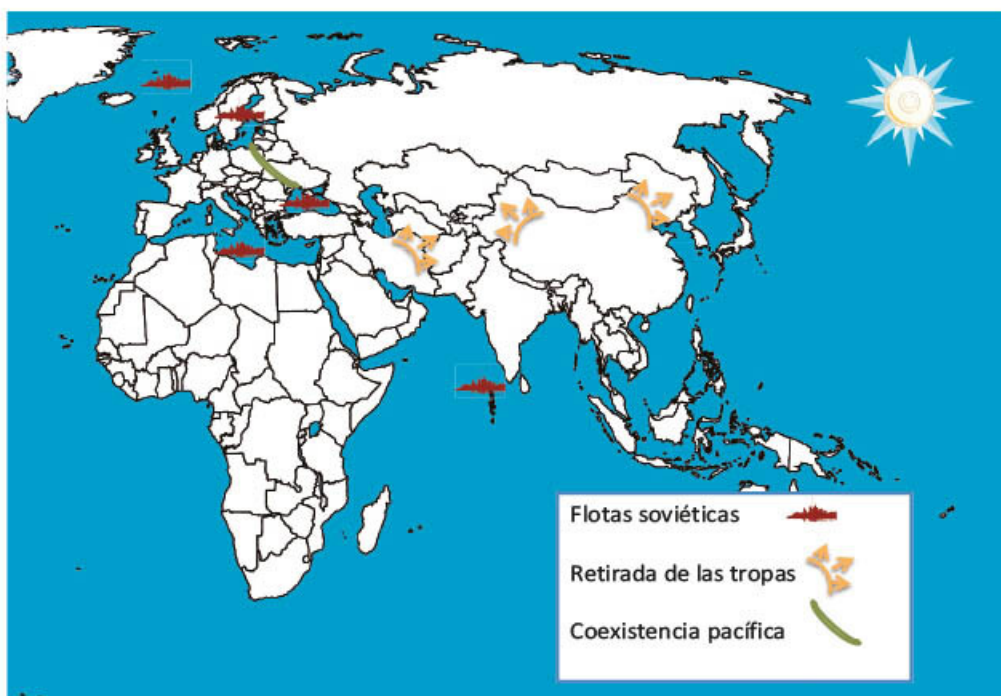 Flotas soviéticas
Retirada de las tropas
Coexistencia pacífica